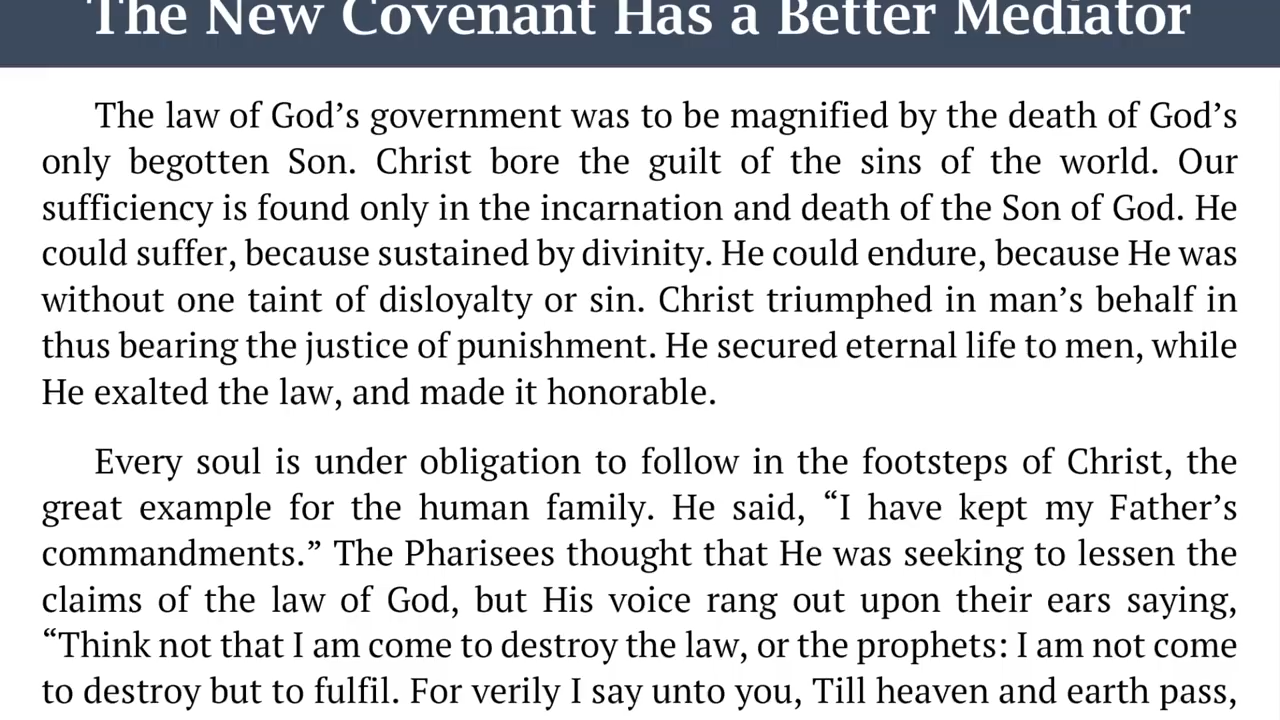 The New Covenant Has a Better Mediator
The law of God’s government was to be magnified by the death of God’s
only begotten Son. Christ bore the guilt of the sins of the world. Our
sufficiency is found only in the incarnation and death of the Son of God. He
could suffer, because sustained by divinity. He could endure, because He was
without one taint of disloyalty or sin. Christ triumphed in man’s behalf in
thus bearing the justice of punishment. He secured eternal life to men, while
He exalted the law, and made it honorable.
Every soul is under obligation to follow in the footsteps of Christ, the
great example for the human family. He said, “I have kept my Father’s
commandments.” The Pharisees thought that He was seeking to lessen the
claims of the law of God, but His voice rang out upon their ears saying,
“Think not that I am come to destroy the law, or the prophets: I am not come
to destroy but to fulfil. For verily I say unto you, Till heaven and earth pass,